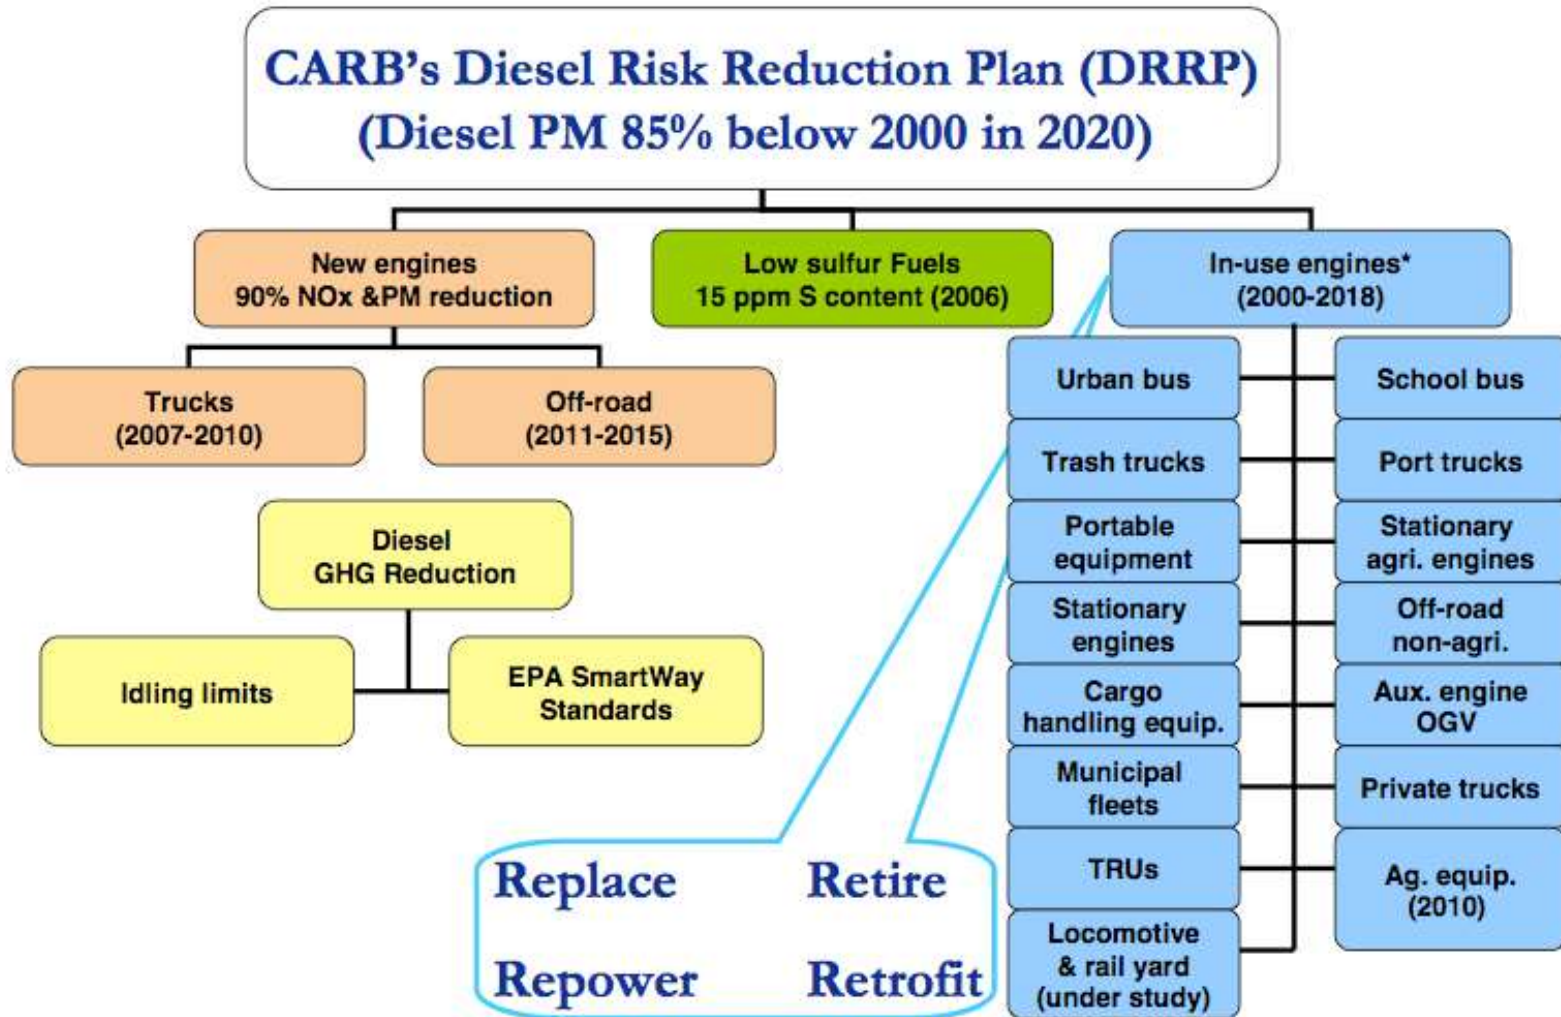 CARB's Diesel Risk Reduction Plan (DRRP)
(Diesel PM 85% below 2000 in 2020)
New engines
90% NOx &PM reduction
Low sulfur Fuels
15 ppm S content (2006)
In-use engines*
(2000-2018)
Trucks
(2007-2010)
Off-road
(2011-2015)
Diesel
GHG Reduction
Idling limits
EPA SmartWay
Standards
Urban bus
School bus
Trash trucks
Port trucks
Portable
equipment
Stationary
agri. engines
Stationary
engines
Off-road
non-agri.
Cargo
handling equip.
Aux. engine
OGV
Municipal
fleets
Private trucks
TRUs
Ag. equip.
(2010)
Locomotive
& rail yard
(under study)
Replace
Retire
Repower
Retrofit